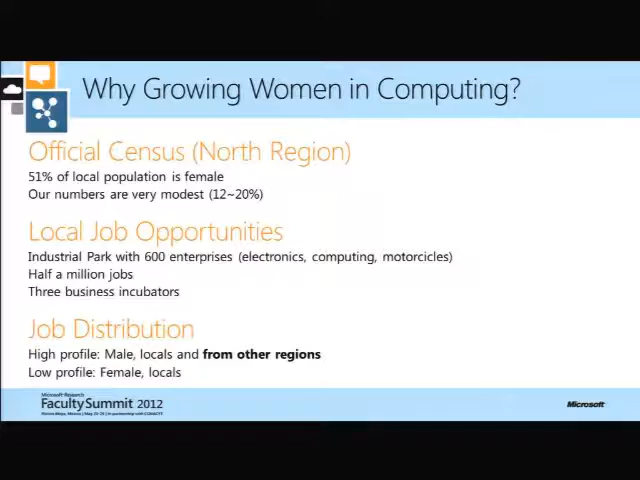 Why Growing Women in Computing?
Official Census (North Region)
51% of local population is female
Our numbers are very modest (12~20%)
Local Job Opportunities
Industrial Park with 600 enterprises (electronics, computing, motorcicles)
Half a million jobs
Three business incubators
Job Distribution
High profile: Male, locals and from other regions
Low profile: Female, locals
Microsoft Research
FacultySummit 2012
Microsoft